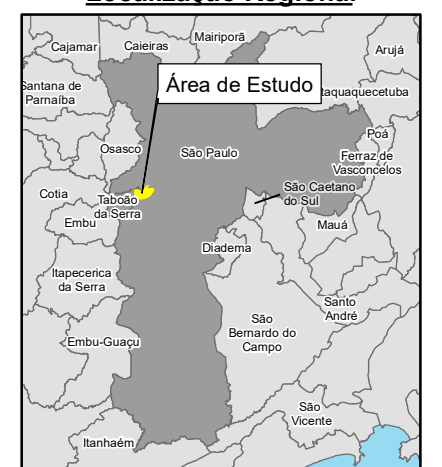 Localização Regional
Mairiporã
Cajamar
Caieiras
Arujá
Santana de
Parnaíba
Área de Estudo
taquaquecetuba
Poá
Osasco
São Paulo
Ferraz de
Vasconcelos
Cotia
Taboão
da Serra
São Caetano
do Sul
Embu
Mauá
Diadema
Itapecerica
da Serra
Santo
André
São
Bernardo do
Campo
Embu-Guaçu
São
Vicente
Itanhaém